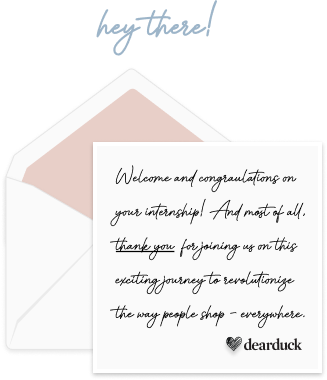 hey there!
Welcome and congraulations on
your internship! And most of all,
thank you for joining us on this
exciting journey to revolutionize
the way people shop - everywhere.
dearduck